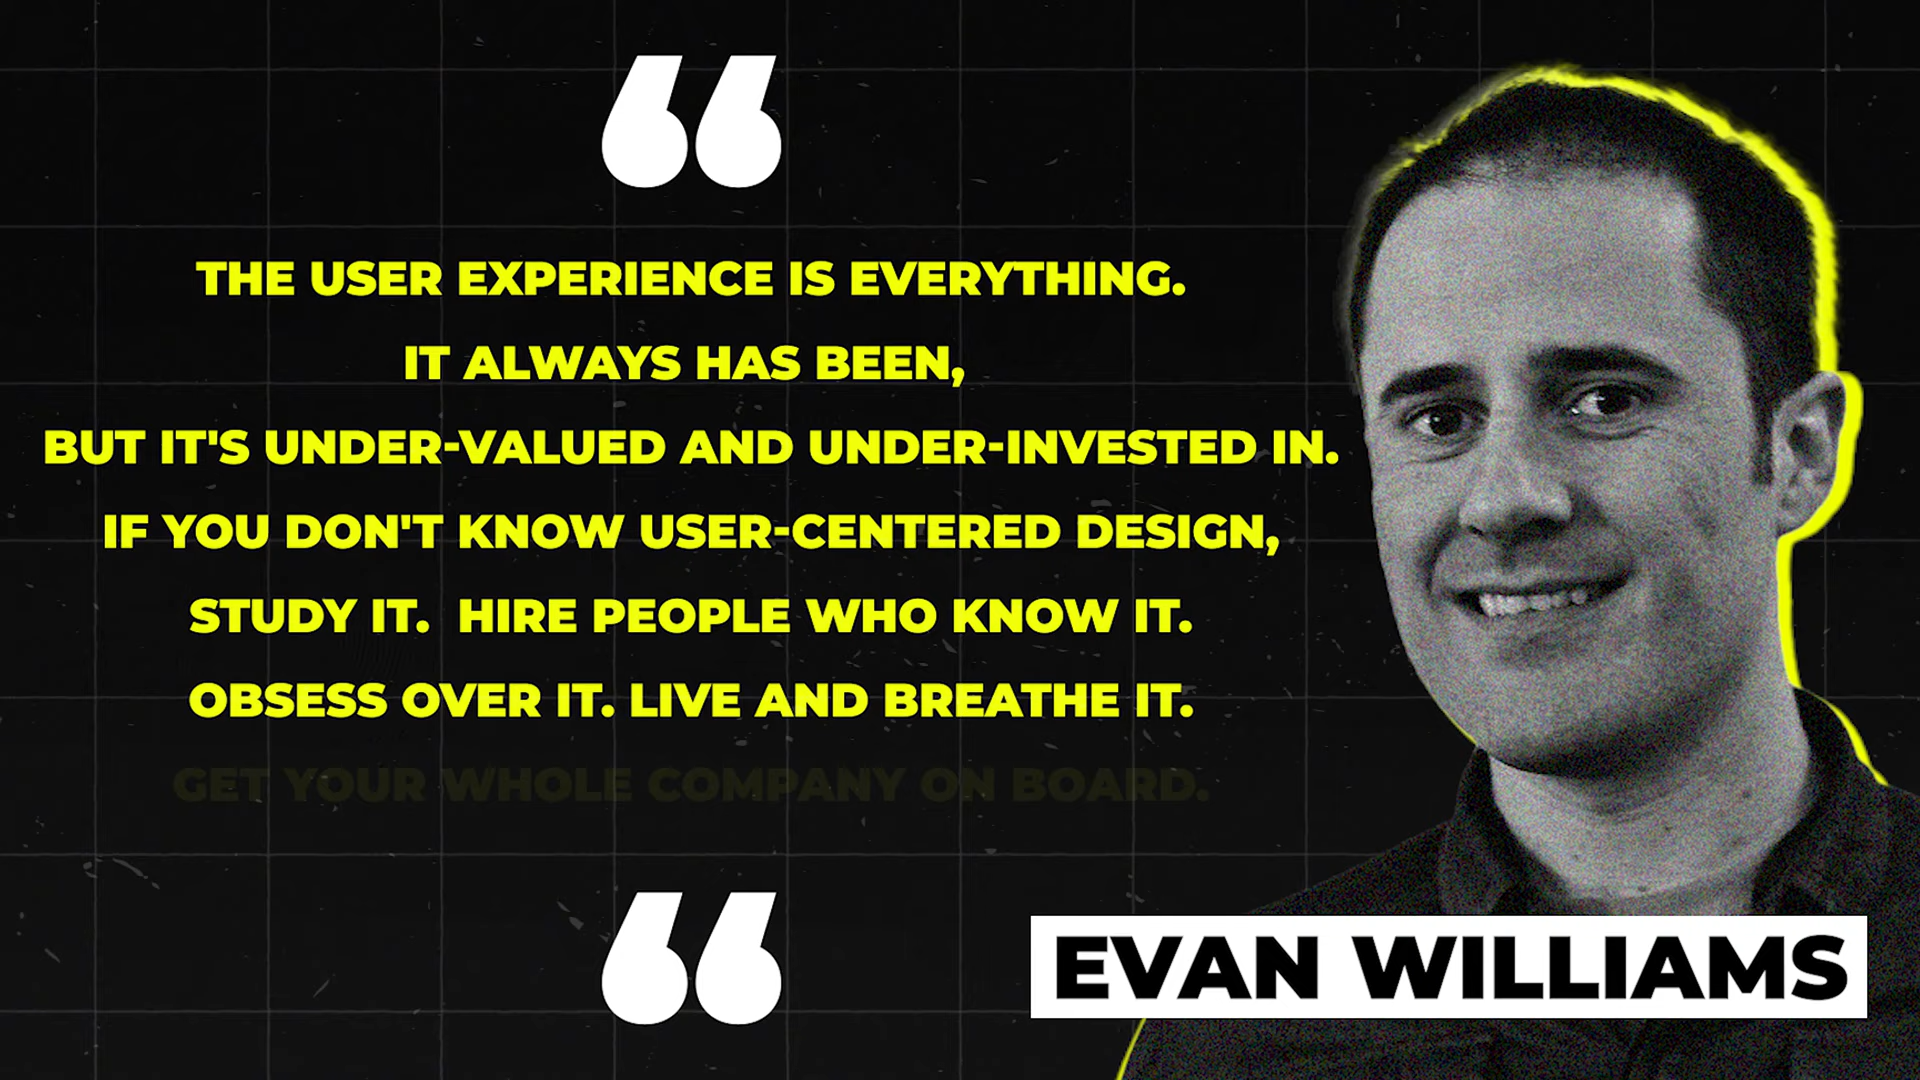 “
THE USER EXPERIENCE IS EVERYTHING.
IT ALWAYS HAS BEEN,
BUT IT'S UNDER-VALUED AND UNDER-INVESTED IN.
IF YOU DON'T KNOW USER-CENTERED DESIGN,
STUDY IT.  HIRE PEOPLE WHO KNOW IT.
OBSESS OVER IT. LIVE AND BREATHE IT.
GET YOUR WHOLE COMPANY ON BOARD.
“
EVAN WILLIAMS